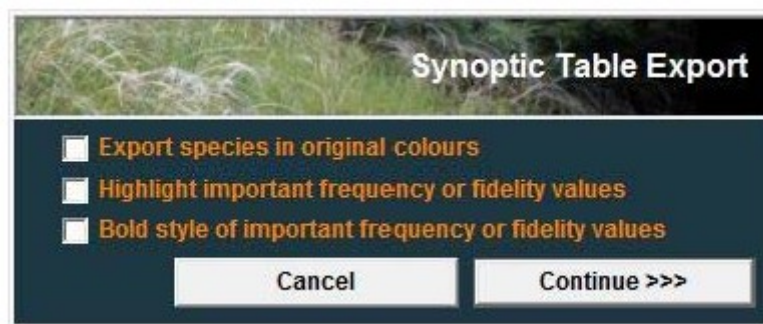 Synoptic Table Export
Export species in original colours
Highlight important frequency or fidelity values
Bold style of important frequency or fidelity values
Cancel
Continue >>>